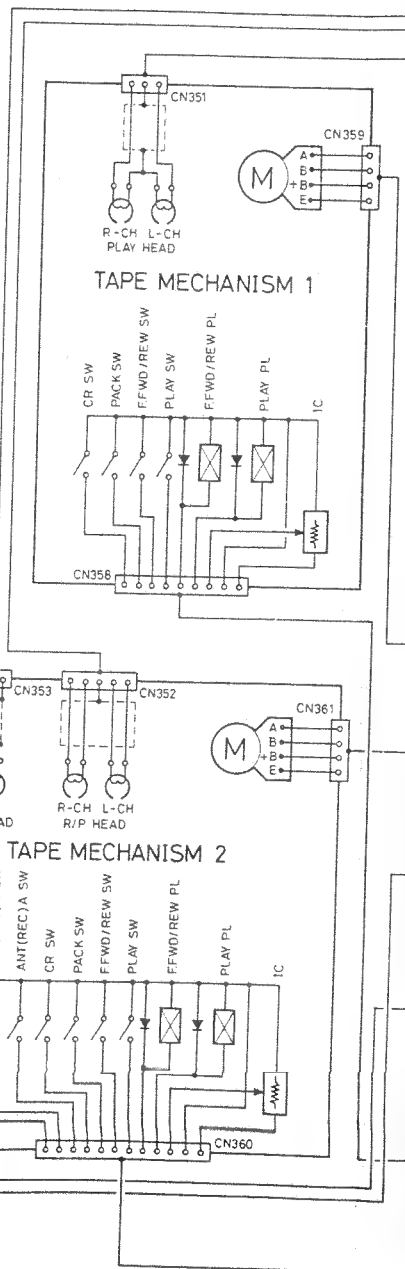 CN351
CN359
A
B
+B
E
M
R-CH L-CH
PLAY HEAD
TAPE MECHANISM 1
CR SW
PACK SW
F.FWD/REW SW
PLAY SW
F.FWD/REW PL
PLAY PL
IC
CN358
CN353
CN352
CN361
A
B
+B
E
M
R-CH L-CH
R/P HEAD
AD
TAPE MECHANISM 2
ANT(REC)A SW
CR SW
PACK SW
F.FWD/REW SW
PLAY SW
F.FWD/REW PL
PLAY PL
IC
CN360